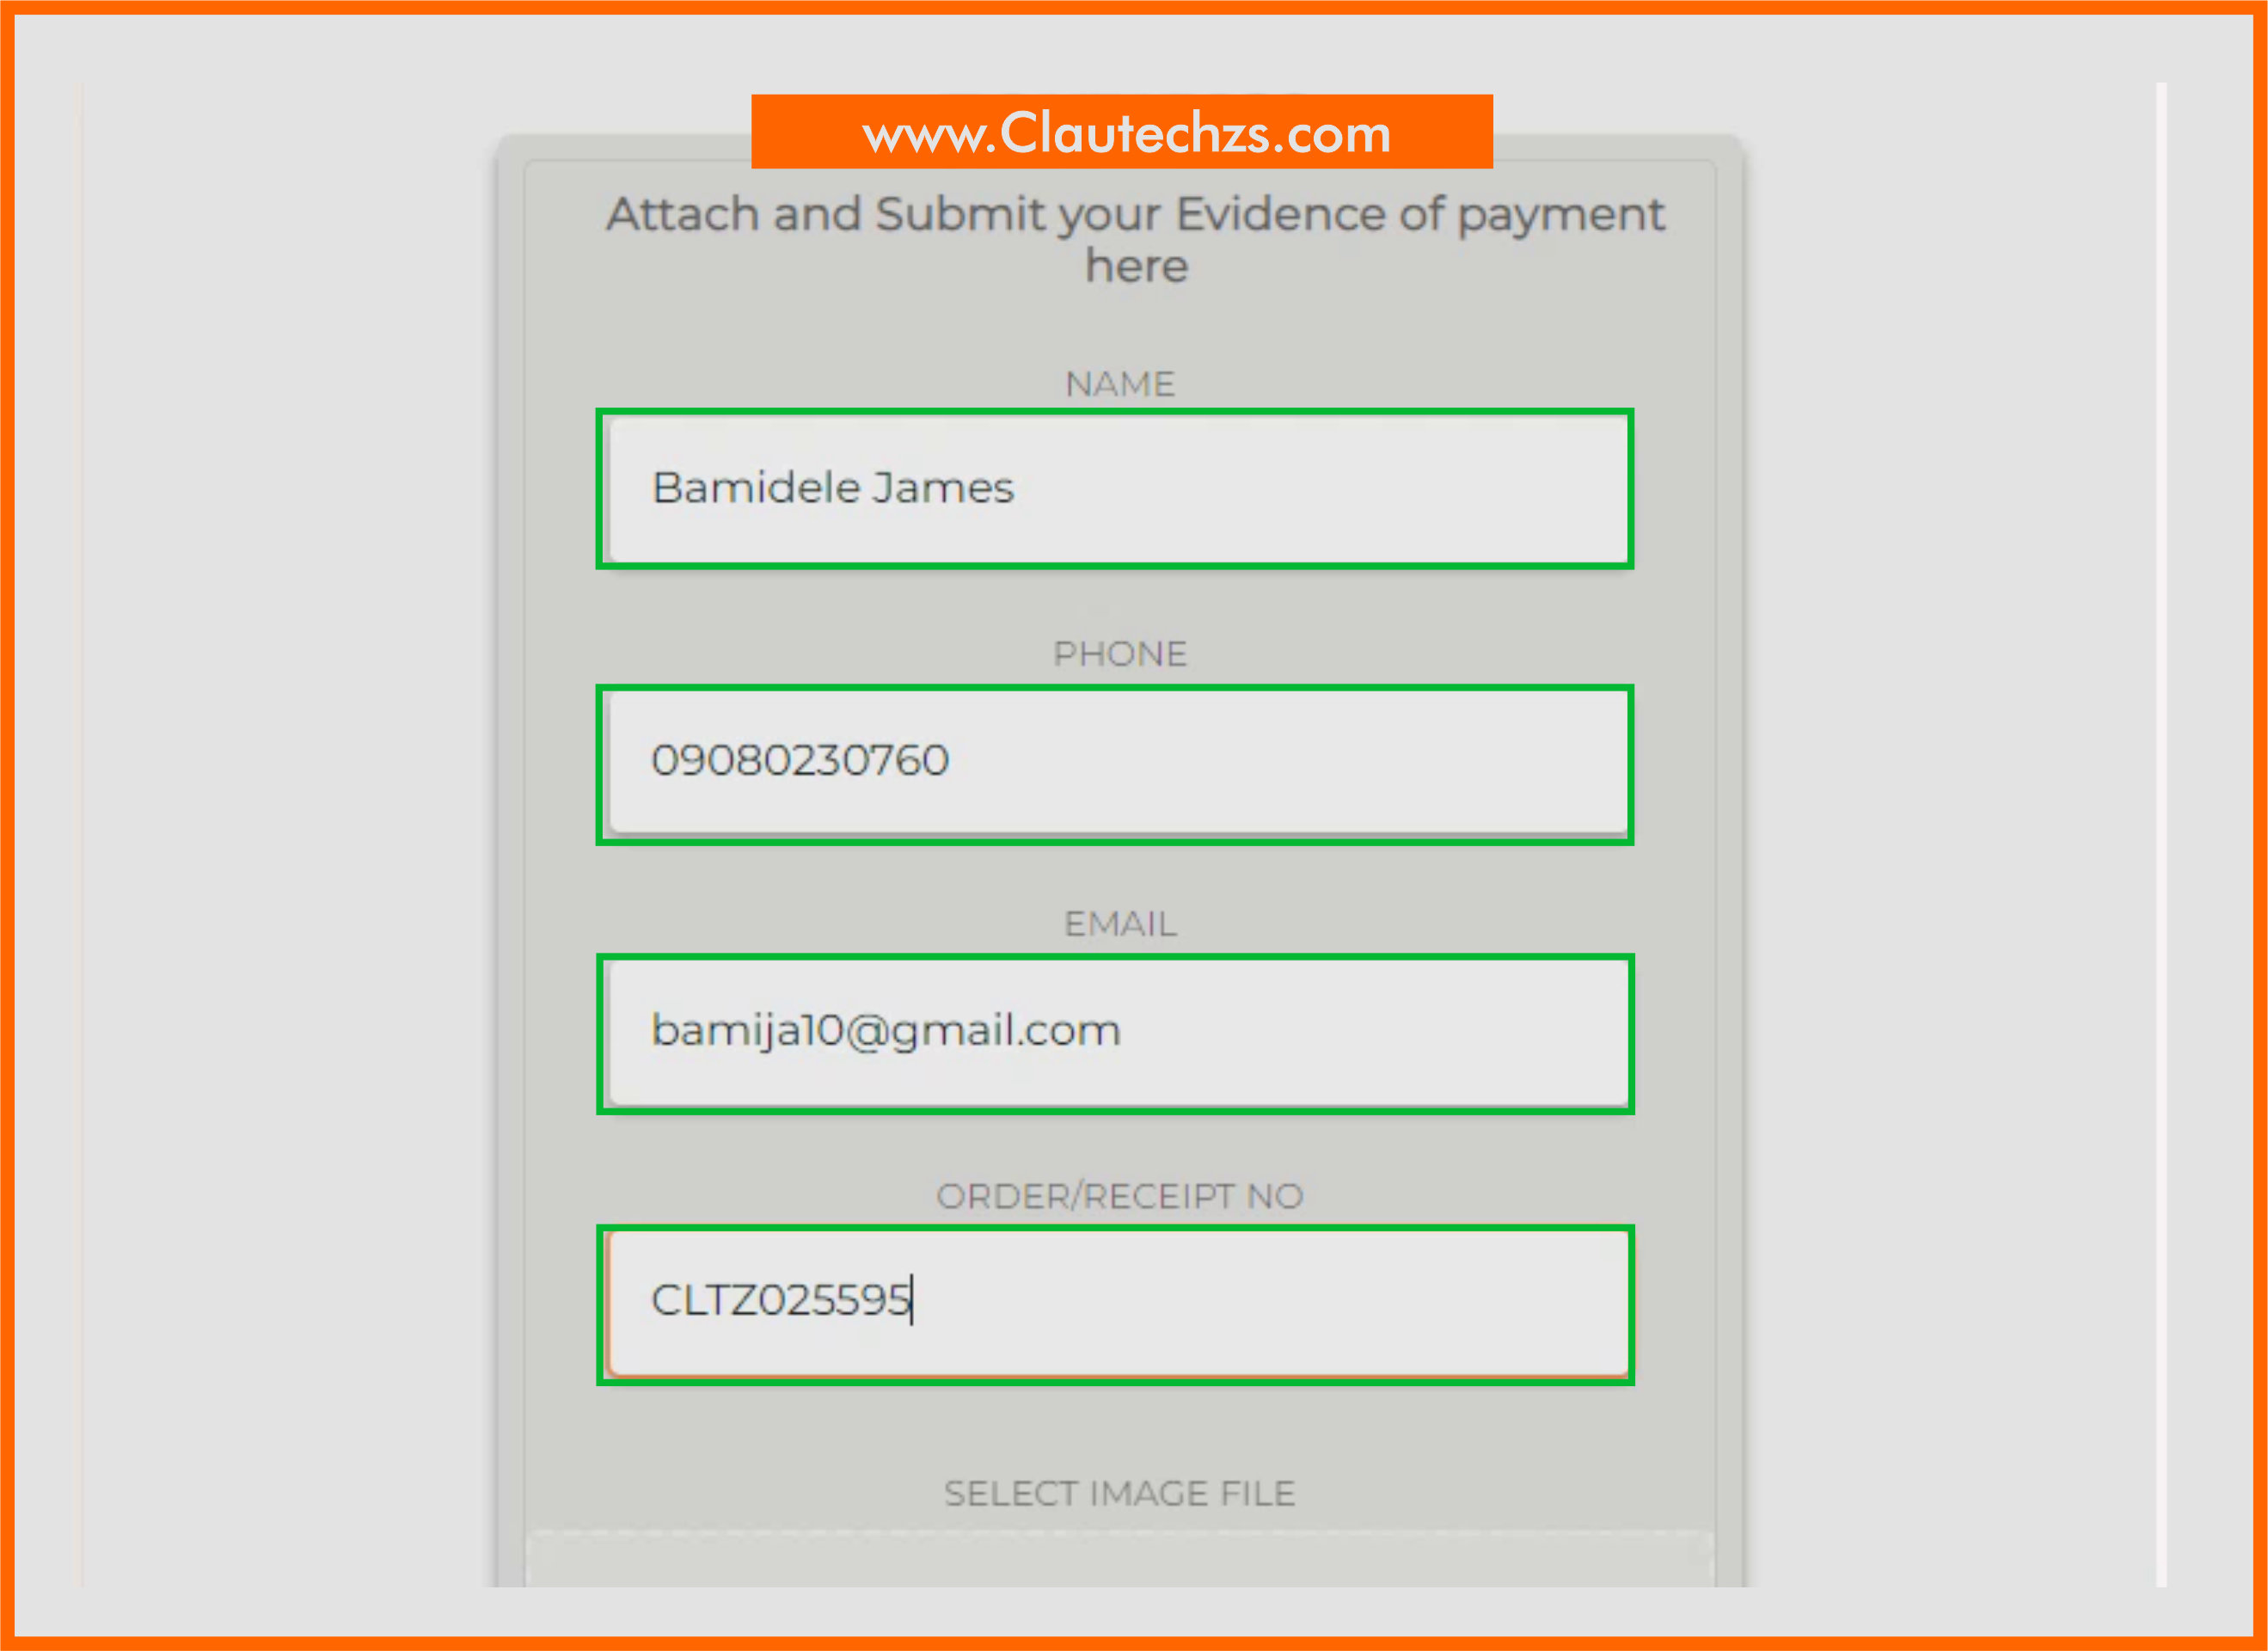 www.Clautechzs.com
Attach and Submit your Evidence of payment
here
NAME
Bamidele James
PHONE
09080230760
EMAIL
bamija10@gmail.com
ORDER/RECEIPT NO
CLTZ025595
SELECT IMAGE FILE